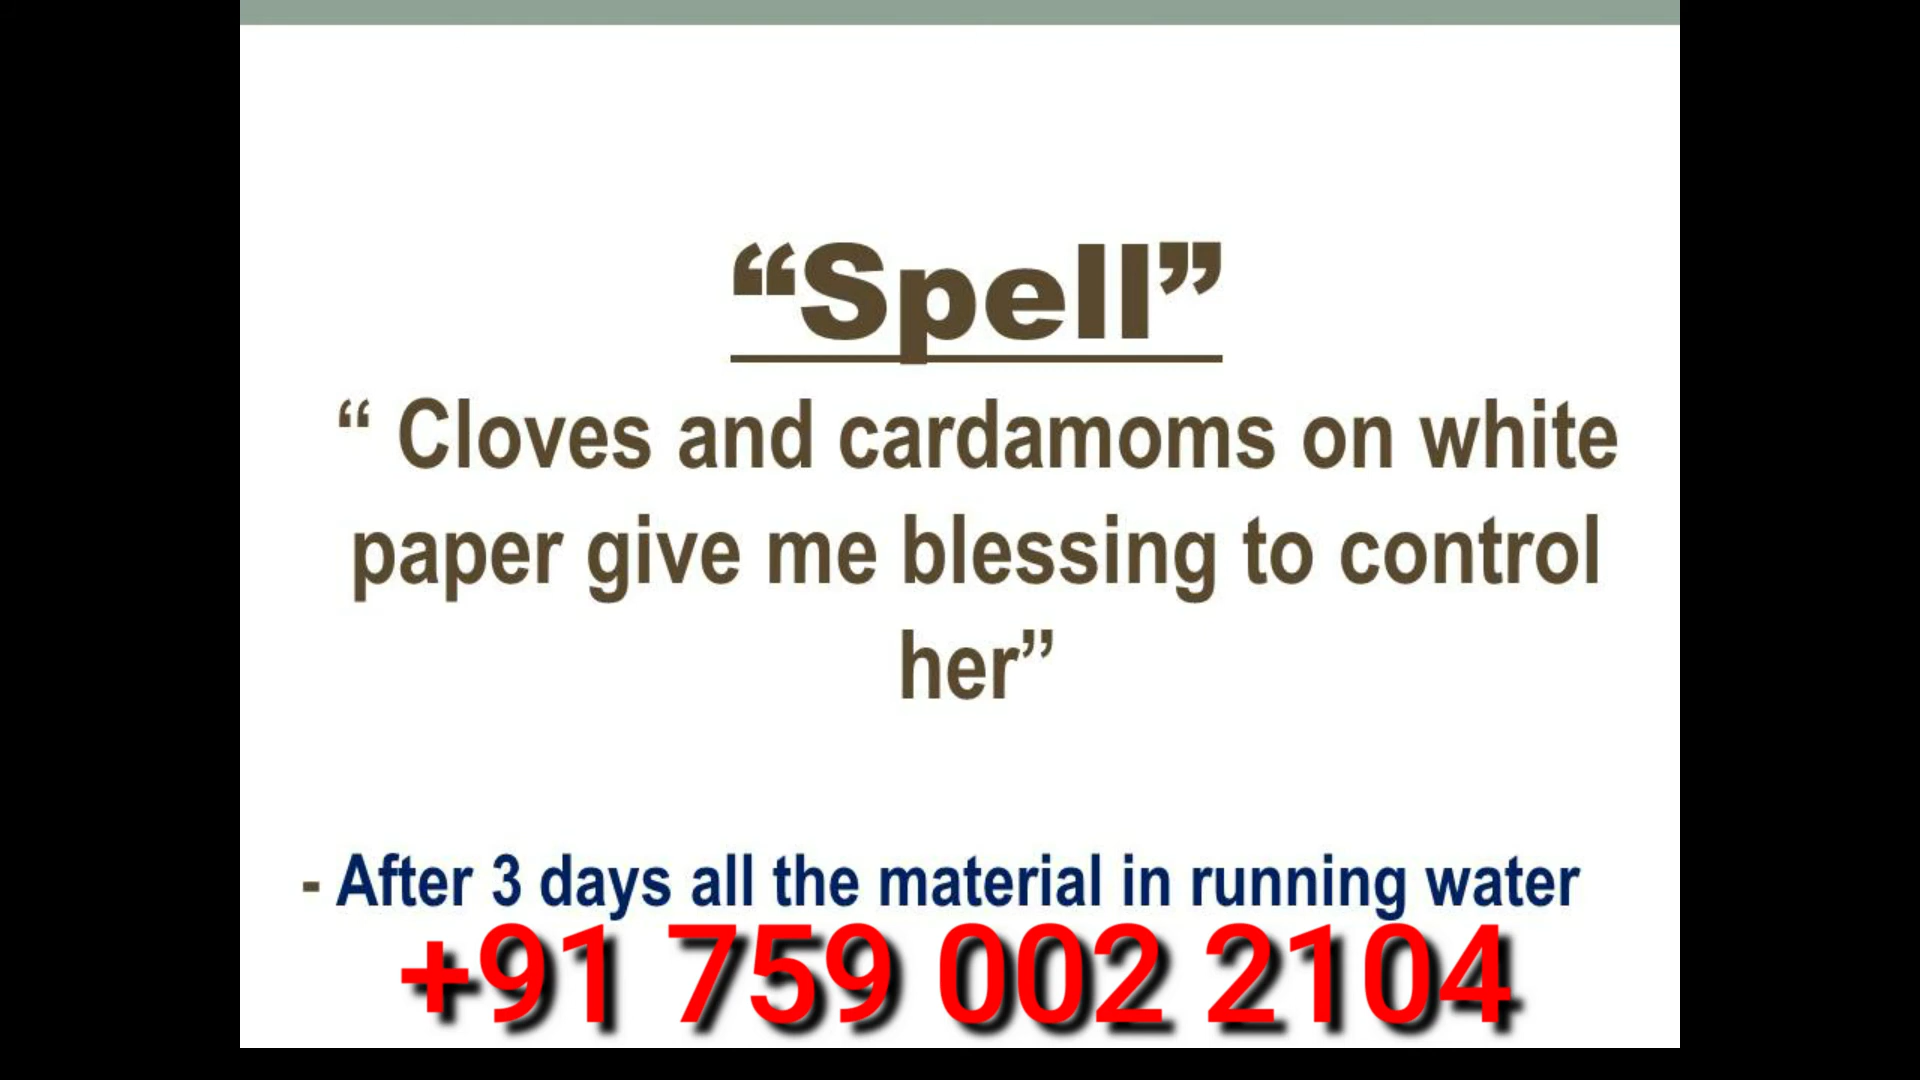 “Spell”
“ Cloves and cardamoms on white
paper give me blessing to control
her”
- After 3 days all the material in running water
+91 759 002 2104